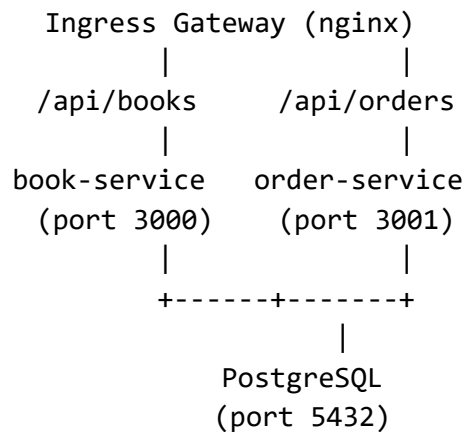 Ingress Gateway (nginx)
| |
/api/books /api/orders
| |
book-service order-service
(port 3000) (port 3001)
| |
+------+-------+
|
PostgreSQL
(port 5432)